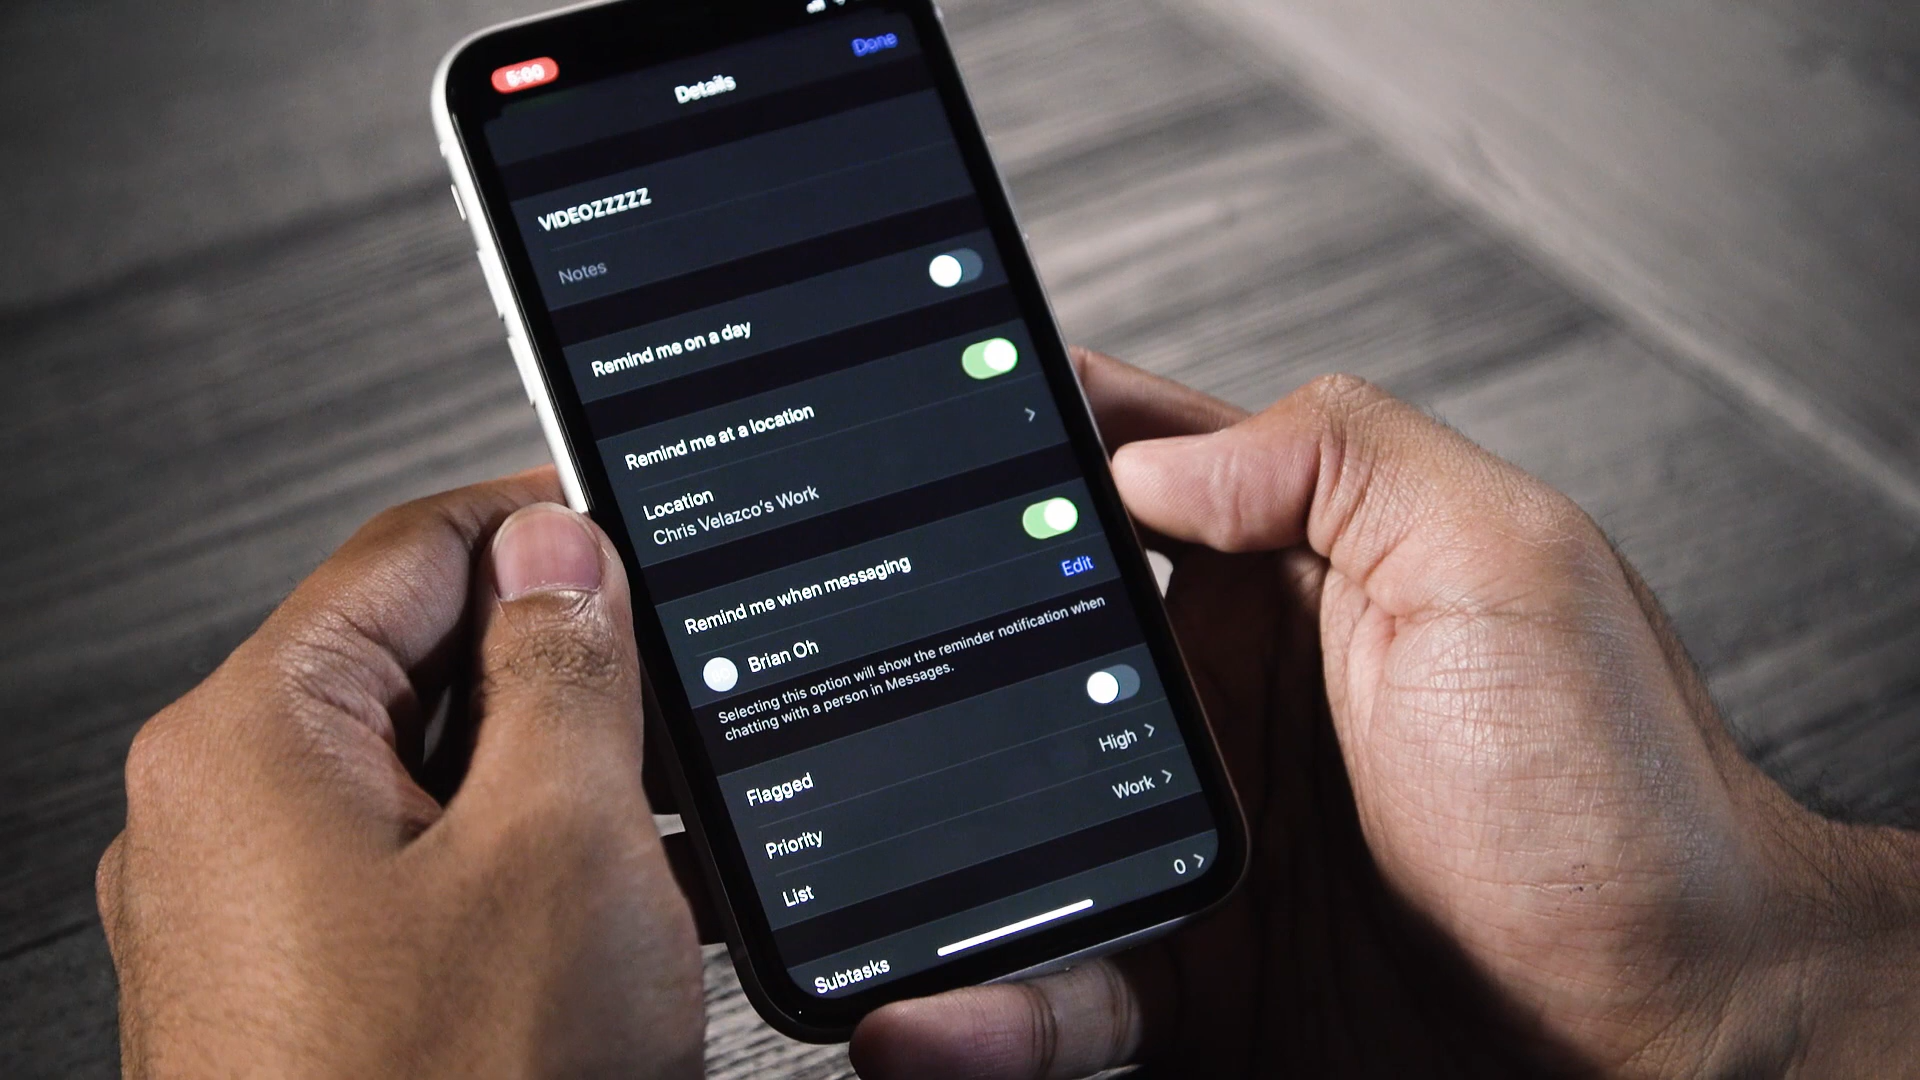 5:00
Done
Details
VIDEOZZZZZ
Notes
Remind me on a day
Remind me at a location
Location
Chris Velazco's Work
Remind me when messaging
Brian Oh
Edit
Selecting this option will show the reminder notification when
chatting with a person in Messages.
Flagged
Priority High
List Work
Subtasks 0